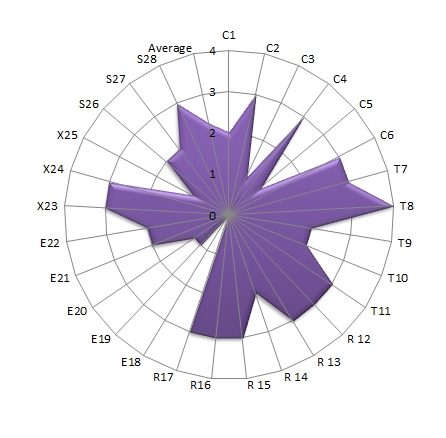 C1
C2
C3
C4
C5
C6
T7
T8
T9
T10
T11
R 12
R 13
R 14
R 15
R16
R17
E18
E19
E20
E21
E22
X23
X24
X25
S26
S27
S28
Average
4
3
2
1
0